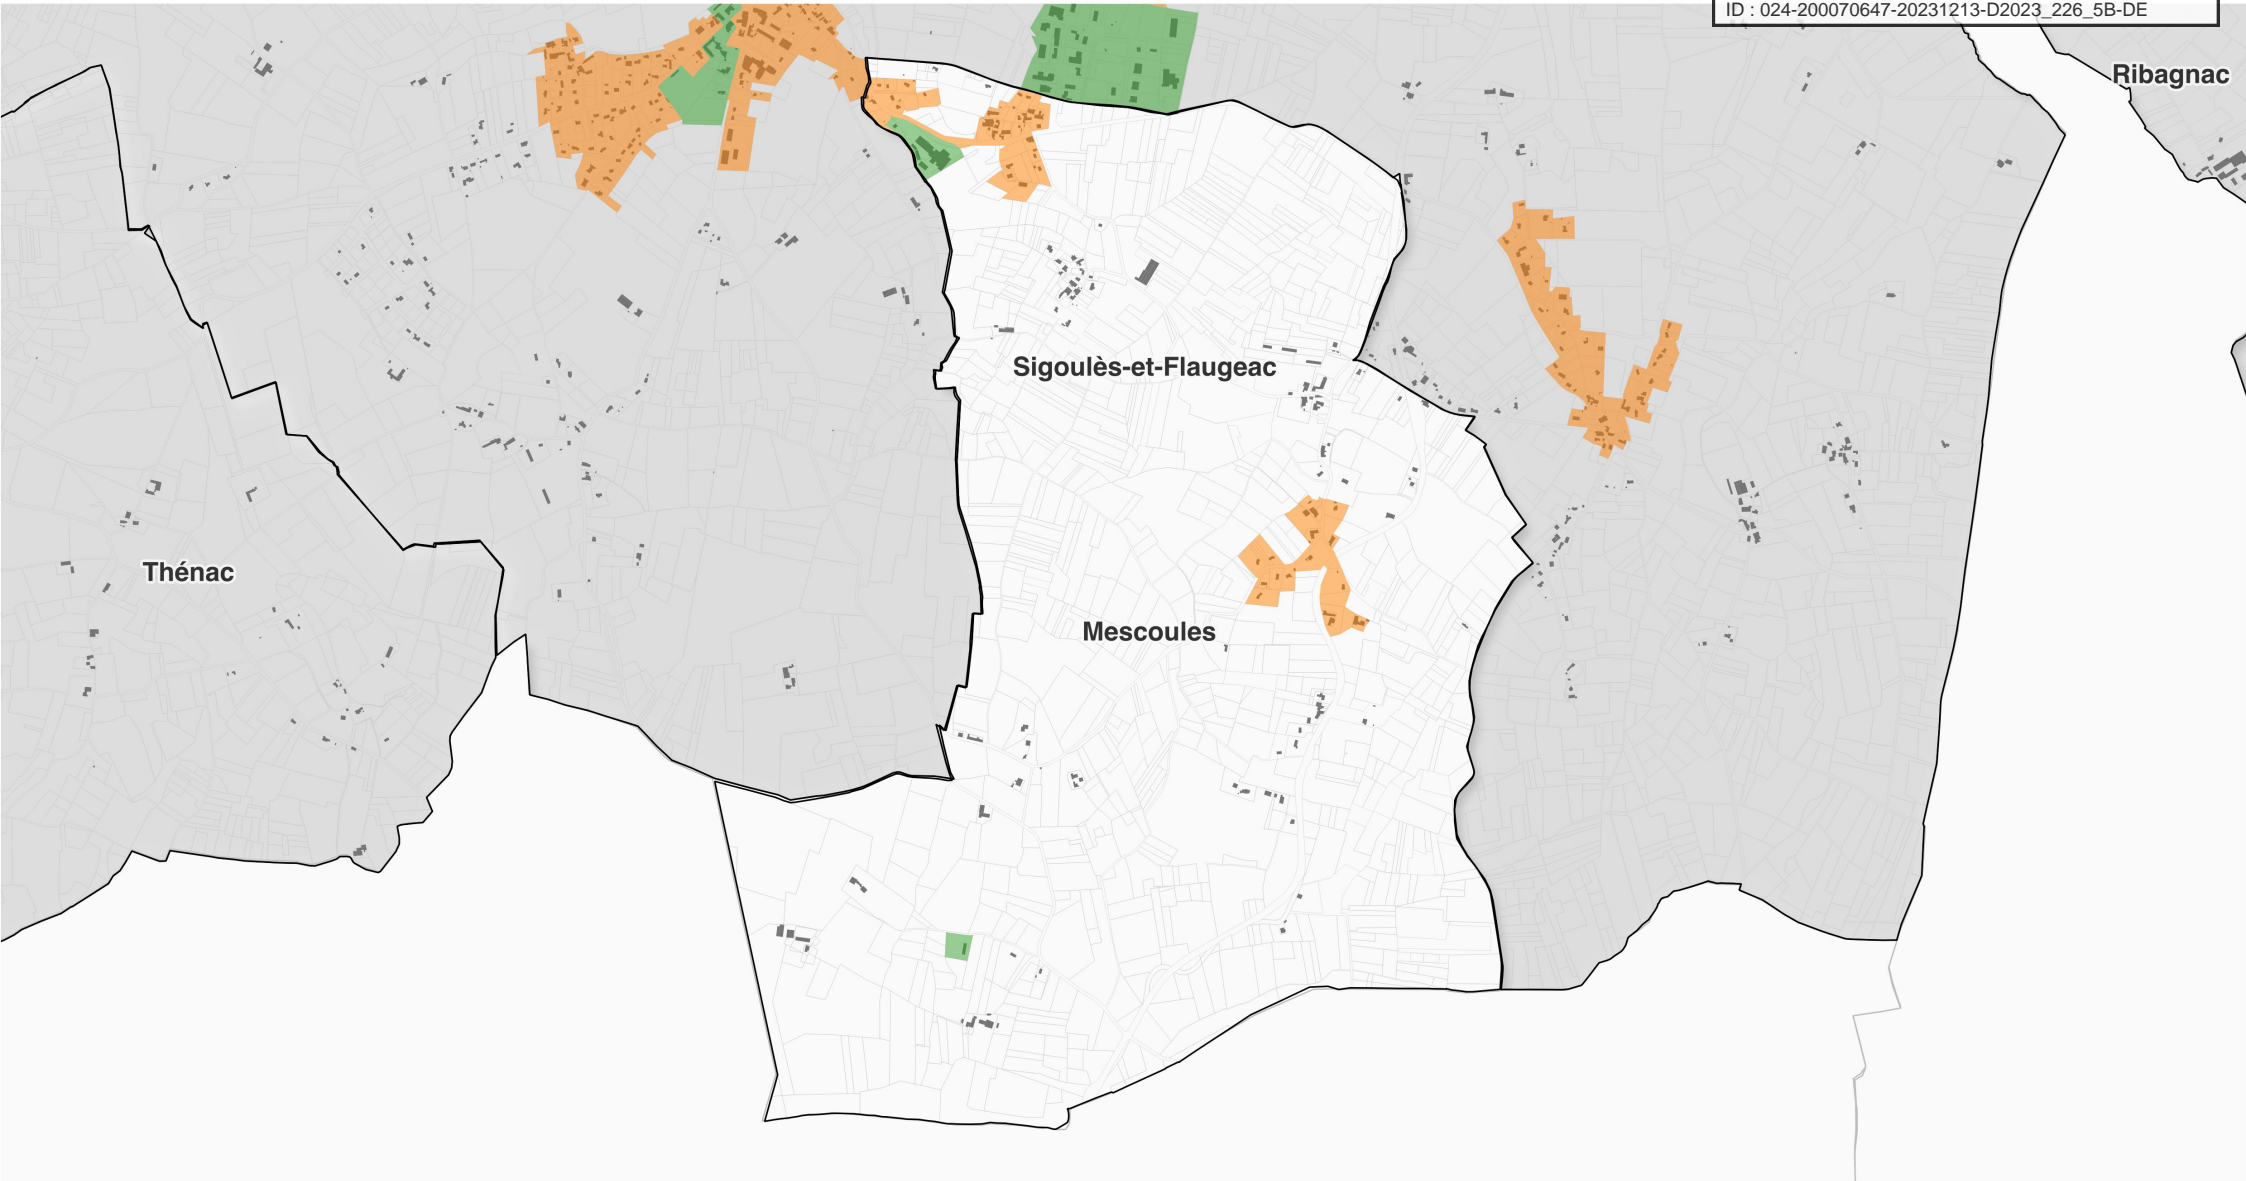 ID : 024-200070647-20231213-D2023_226_5B-DE
Ribagnac
Sigoulès-et-Flaugeac
Thénac
Mescoules